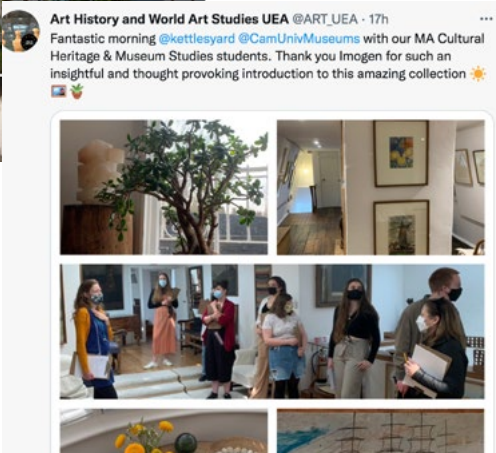 Art History and World Art Studies UEA @ART_UEA · 17h
Fantastic morning @kettlesyard @CamUnivMuseums with our MA Cultural
Heritage & Museum Studies students. Thank you Imogen for such an
insightful and thought provoking introduction to this amazing collection ☀️
🖼️🪴